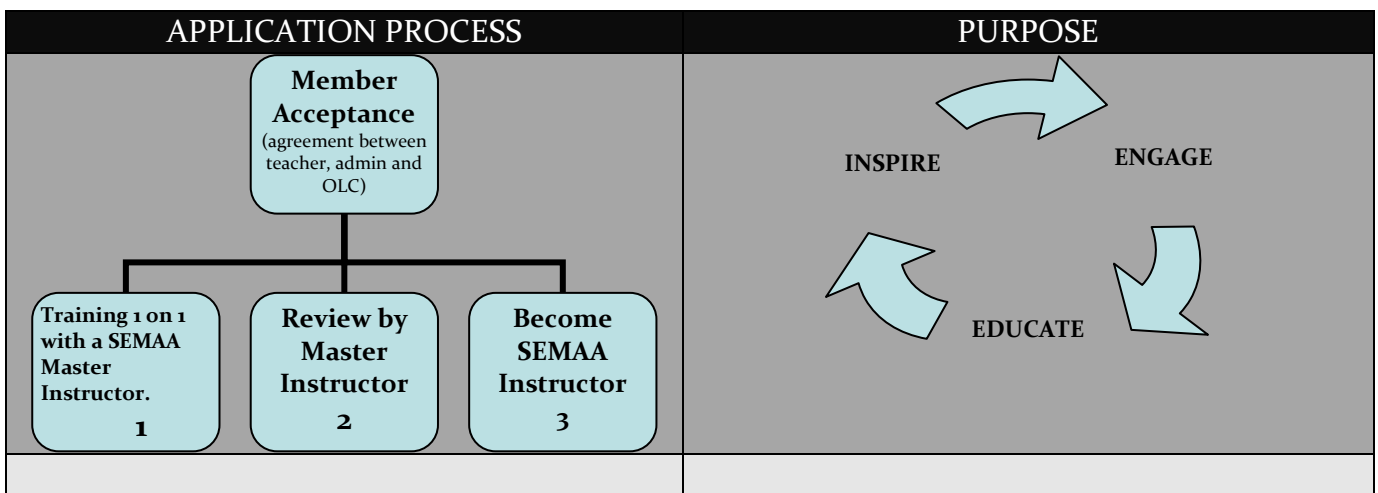 APPLICATION PROCESS
Member
Acceptance
(agreement between
teacher, admin and
OLC)
Training 1 on 1
with a SEMAA
Master
Instructor.
1
Review by
Master
Instructor
2
Become
SEMAA
Instructor
3
PURPOSE
INSPIRE
ENGAGE
EDUCATE